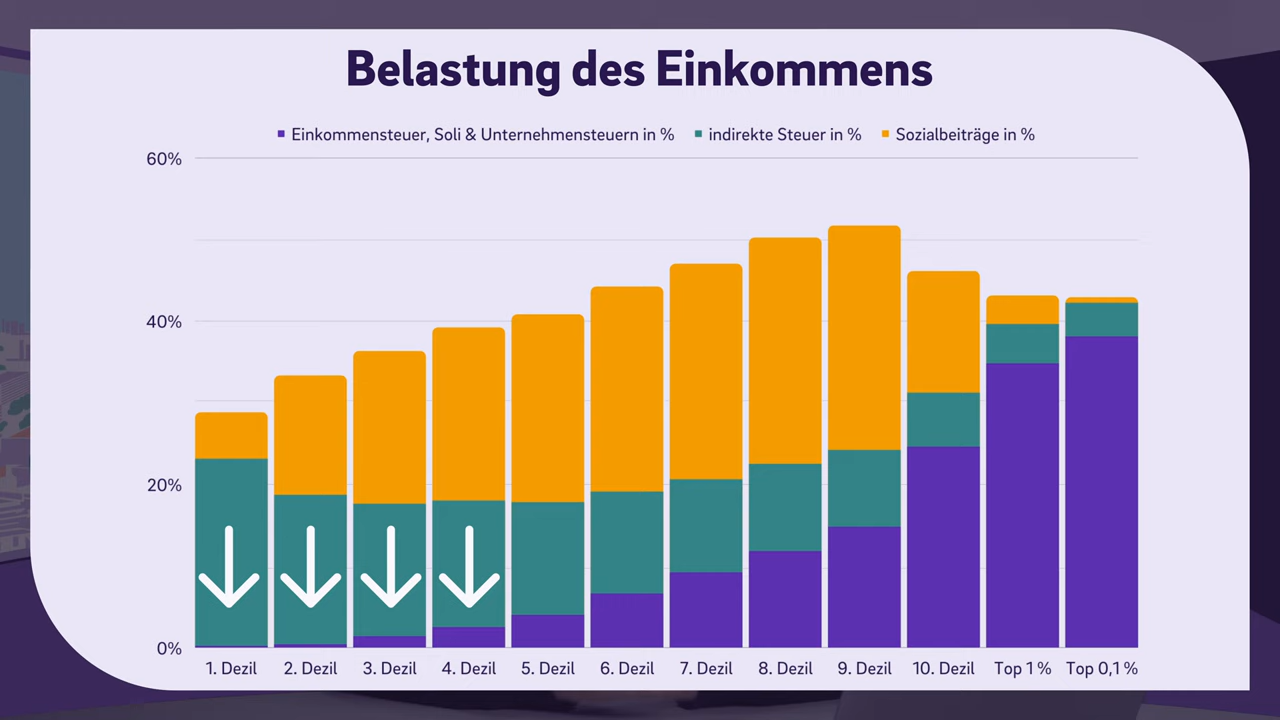 Belastung des Einkommens
Einkommensteuer, Soli & Unternehmensteuern in % indirekte Steuer in % Sozialbeiträge in %
60%
40%
20%
0%
1. Dezil 2. Dezil 3. Dezil 4. Dezil 5. Dezil 6. Dezil 7. Dezil 8. Dezil 9. Dezil 10. Dezil Top 1 % Top 0,1 %